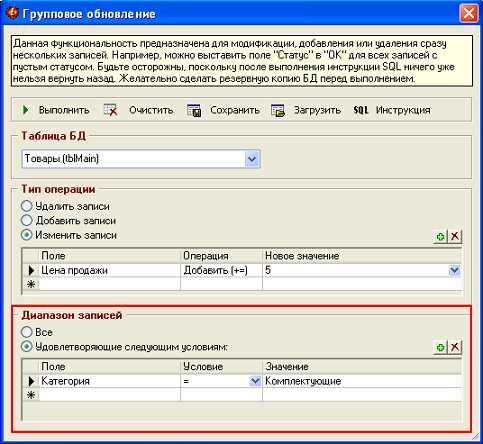 Групповое обновление
Данная функциональность предназначена для модификации, добавления или удаления сразу
нескольких записей. Например, можно выставить поле "Статус" в "ОК" для всех записей с
пустым статусом. Будьте осторожны, поскольку после выполнения инструкции SQL ничего уже
нельзя вернуть назад. Желательно сделать резервную копию БД перед выполнением.
Выполнить Очистить Сохранить Загрузить SQL Инструкция
Таблица БД
Товары (tblMain)
Тип операции
Удалить записи
Добавить записи
Изменить записи
Поле Операция Новое значение
Цена продажи Добавить (+=) 5
Диапазон записей
Все
Удовлетворяющие следующим условиям:
Поле Условие Значение
Категория = Комплектующие